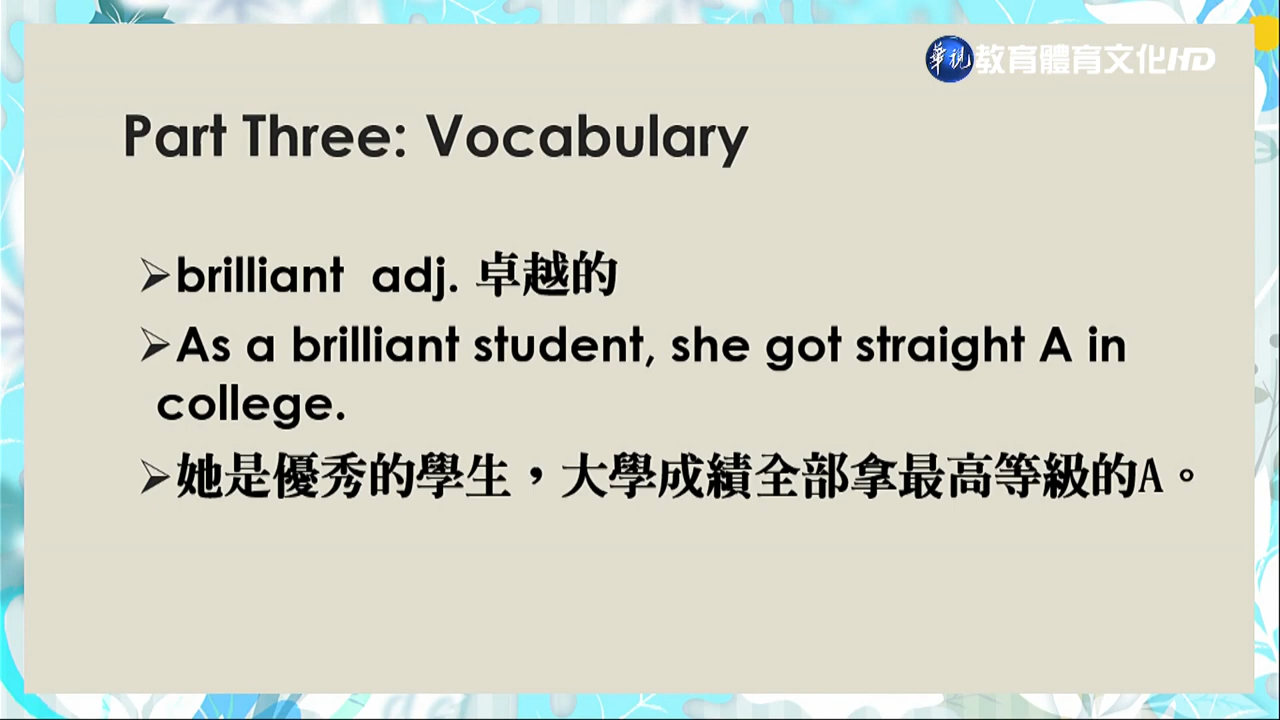 華視 教育體育文化HD
Part Three: Vocabulary
➢brilliant adj. 卓越的
➢As a brilliant student, she got straight A in
college.
➢她是優秀的學生，大學成績全部拿最高等級的A。